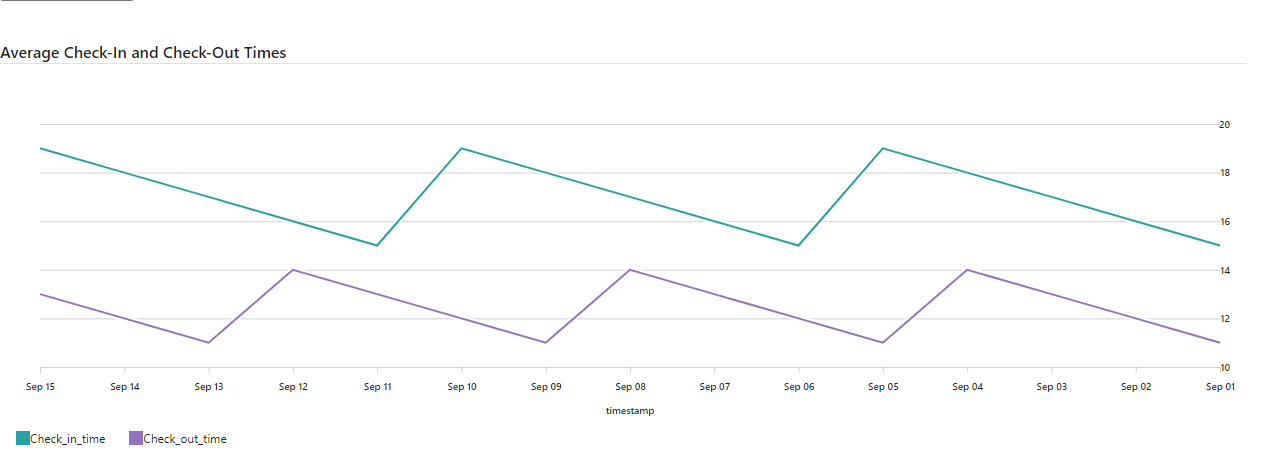 Average Check-In and Check-Out Times
20
18
16
14
12
10
Sep 15 Sep 14 Sep 13 Sep 12 Sep 11 Sep 10 Sep 09 Sep 08 Sep 07 Sep 06 Sep 05 Sep 04 Sep 03 Sep 02 Sep 01
timestamp
Check_in_time Check_out_time